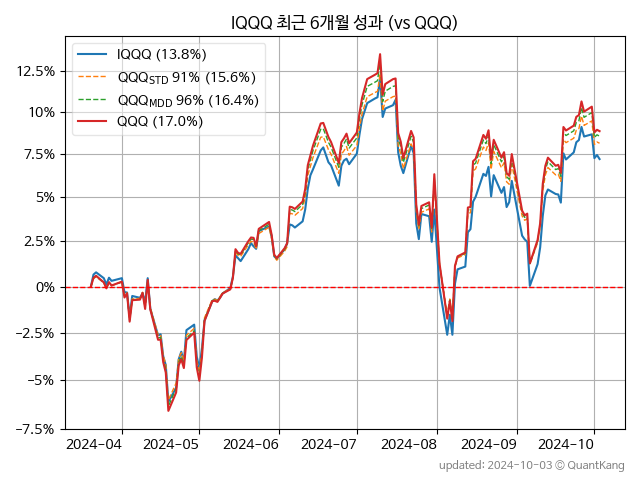 IQQQ 최근 6개월 성과 (vs QQQ)
IQQQ (13.8%)
QQQSTD 91% (15.6%)
QQQMDD 96% (16.4%)
QQQ (17.0%)
12.5%
10%
7.5%
5%
2.5%
0%
−2.5%
−5%
−7.5%
2024-04 2024-05 2024-06 2024-07 2024-08 2024-09 2024-10
updated: 2024-10-03 © QuantKang